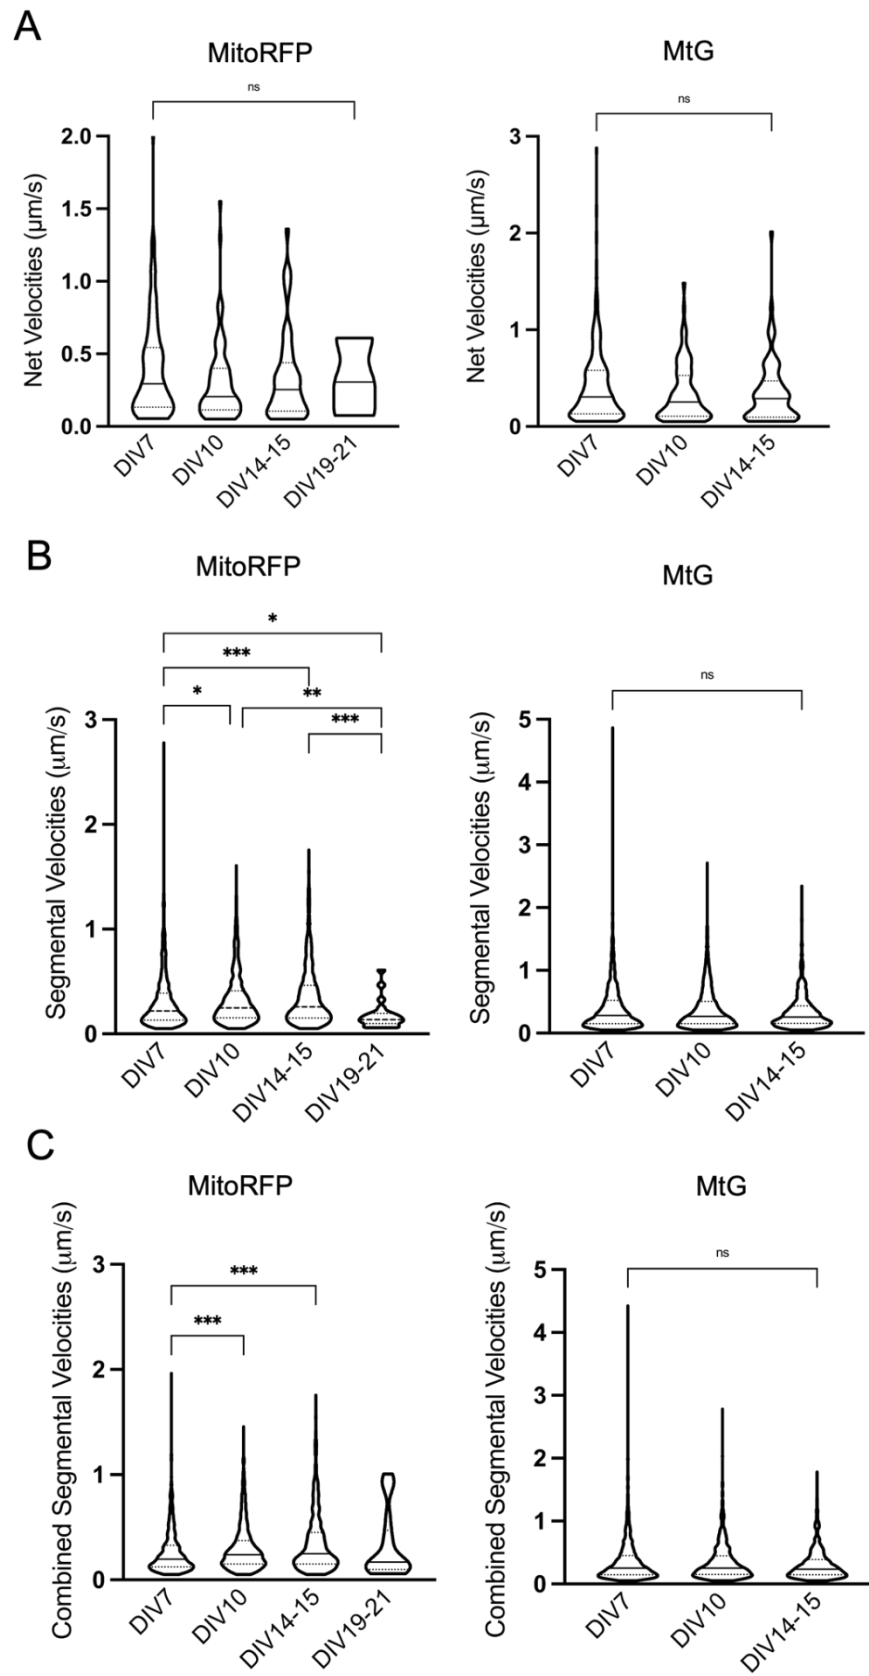 A
MitoRFP
MtG
ns
ns
Net Velocities (μm/s)
2.0
1.5
1.0
0.5
0.0
DIV7
DIV10
DIV14-15
DIV19-21
Net Velocities (μm/s)
3
2
1
0
DIV7
DIV10
DIV14-15
B
MitoRFP
MtG
*
***
*
**
***
ns
Segmental Velocities (μm/s)
3
2
1
0
DIV7
DIV10
DIV14-15
DIV19-21
Segmental Velocities (μm/s)
5
4
3
2
1
0
DIV7
DIV10
DIV14-15
C
MitoRFP
MtG
***
***
ns
Combined Segmental Velocities (μm/s)
3
2
1
0
DIV7
DIV10
DIV14-15
DIV19-21
Combined Segmental Velocities (μm/s)
5
4
3
2
1
0
DIV7
DIV10
DIV14-15